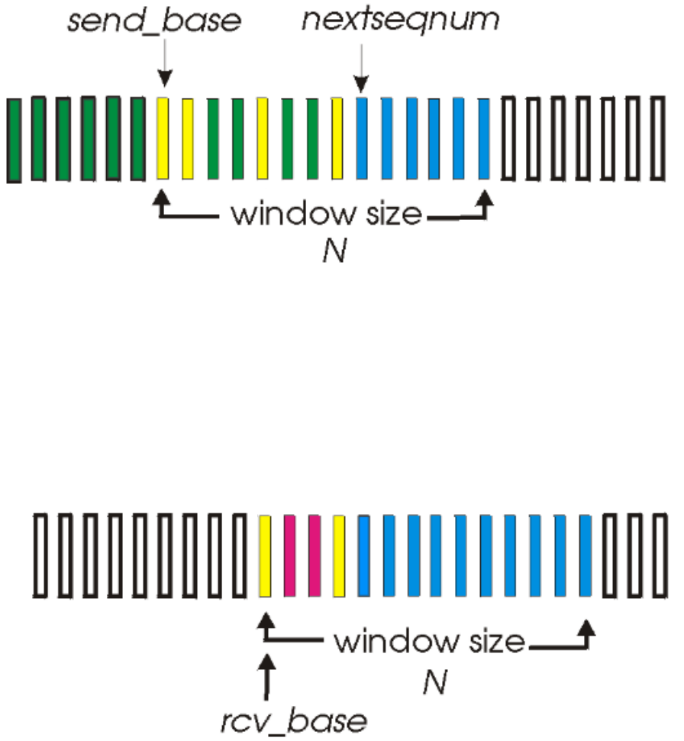 send_base nextseqnum
window size
N
window size
N
rcv_base